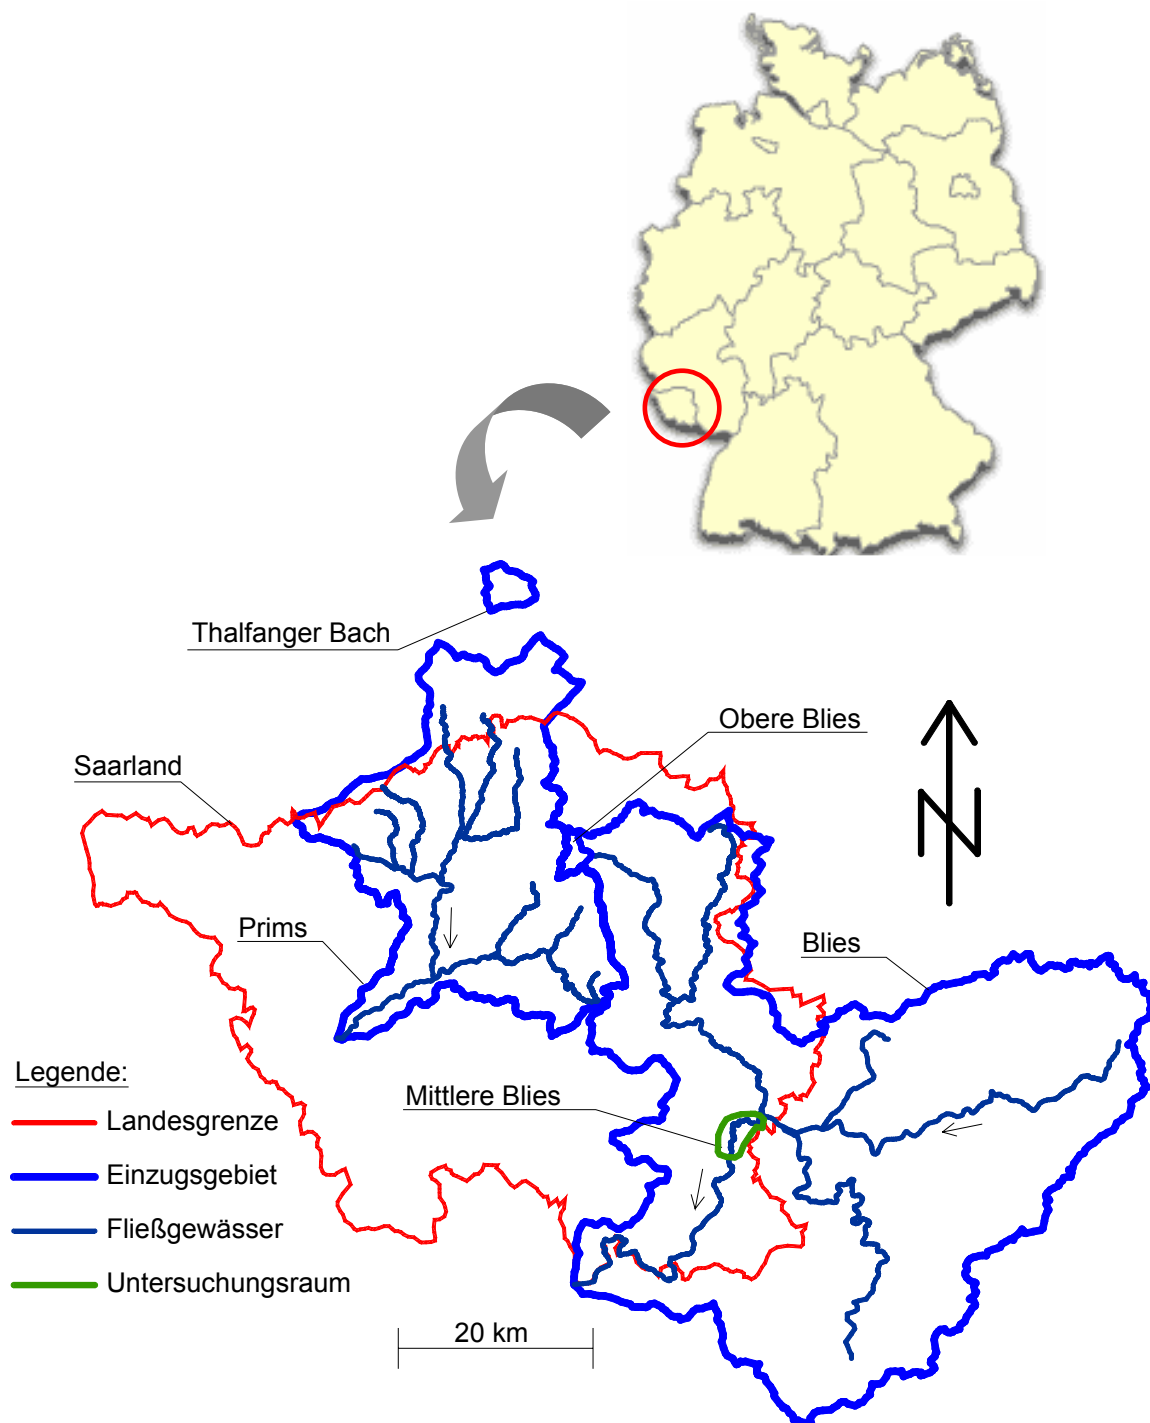 Thalfanger Bach
Obere Blies
Saarland
Prims
Blies
N
Mittlere Blies
Legende:
Landesgrenze
Einzugsgebiet
Fließgewässer
Untersuchungsraum
20 km